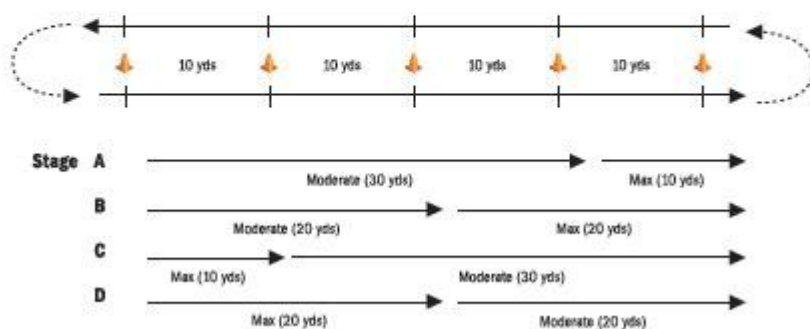 10 yds 10 yds 10 yds 10 yds
Stage A
Moderate (30 yds) Max (10 yds)
B
Moderate (20 yds) Max (20 yds)
C
Max (10 yds) Moderate (30 yds)
D
Max (20 yds) Moderate (20 yds)